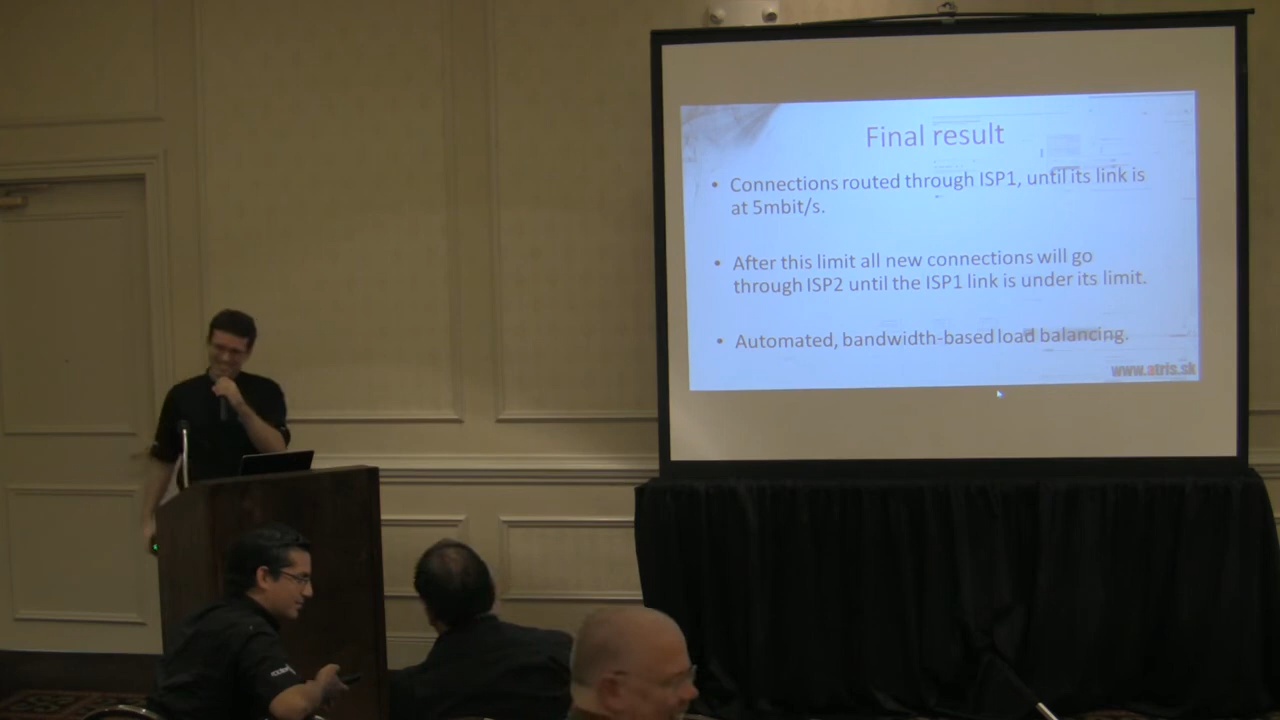 Final result
• Connections routed through ISP1, until its link is
at 5mbit/s.
• After this limit all new connections will go
through ISP2 until the ISP1 link is under its limit.
• Automated, bandwidth-based load balancing.
www.atris.sk